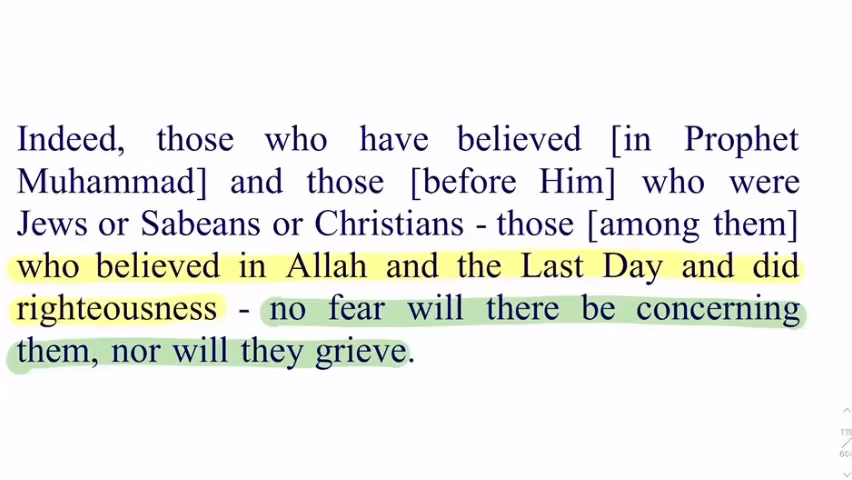 Indeed, those who have believed [in Prophet
Muhammad] and those [before Him] who were
Jews or Sabeans or Christians - those [among them]
who believed in Allah and the Last Day and did
righteousness - no fear will there be concerning
them, nor will they grieve.